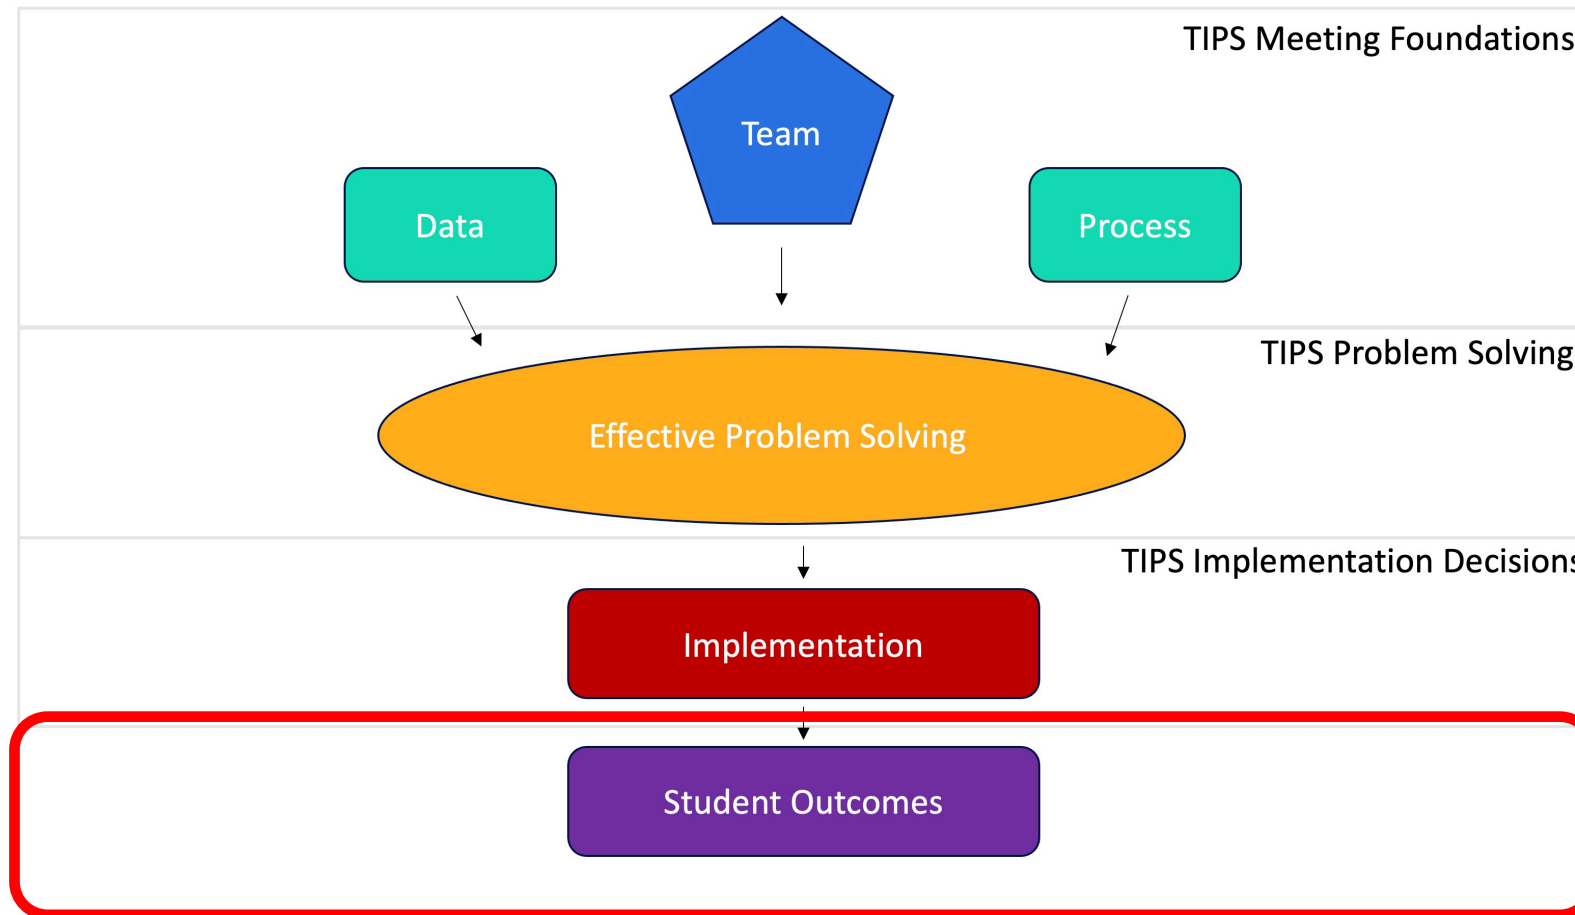 TIPS Meeting Foundations
Team
Data
Process
TIPS Problem Solving
Effective Problem Solving
TIPS Implementation Decisions
Implementation
Student Outcomes